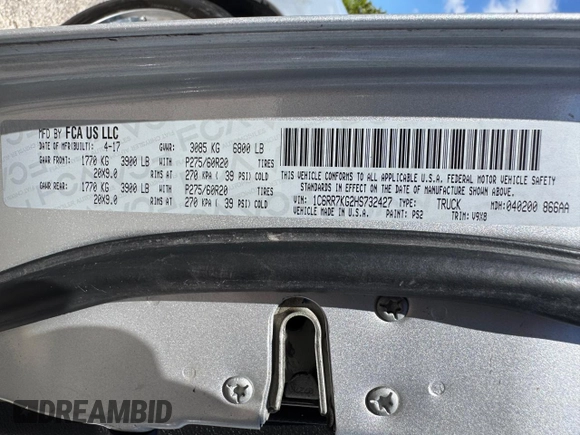 MFD BY FCA US LLC
DATE OF MFR(BUILT): 4-17 GVWR: 3085 KG 6800 LB
GAWR FRONT: 1770 KG 3900 LB P275/60R20 TIRES
20X9.0 RIMS AT 270 KPA ( 39 PSI) COLD
GAWR REAR: 1770 KG 3900 LB P275/60R20 TIRES
20X9.0 RIMS AT 270 KPA ( 39 PSI) COLD
THIS VEHICLE CONFORMS TO ALL APPLICABLE U.S.A. FEDERAL MOTOR VEHICLE SAFETY
STANDARDS IN EFFECT ON THE DATE OF MANUFACTURE SHOWN ABOVE.
VIN: 1C6RR7KG2HS732427 TYPE: TRUCK MDH: 040200 866AA
VEHICLE MADE IN U.S.A. PAINT: PS2 TRIM: V9X8
DREAMBID